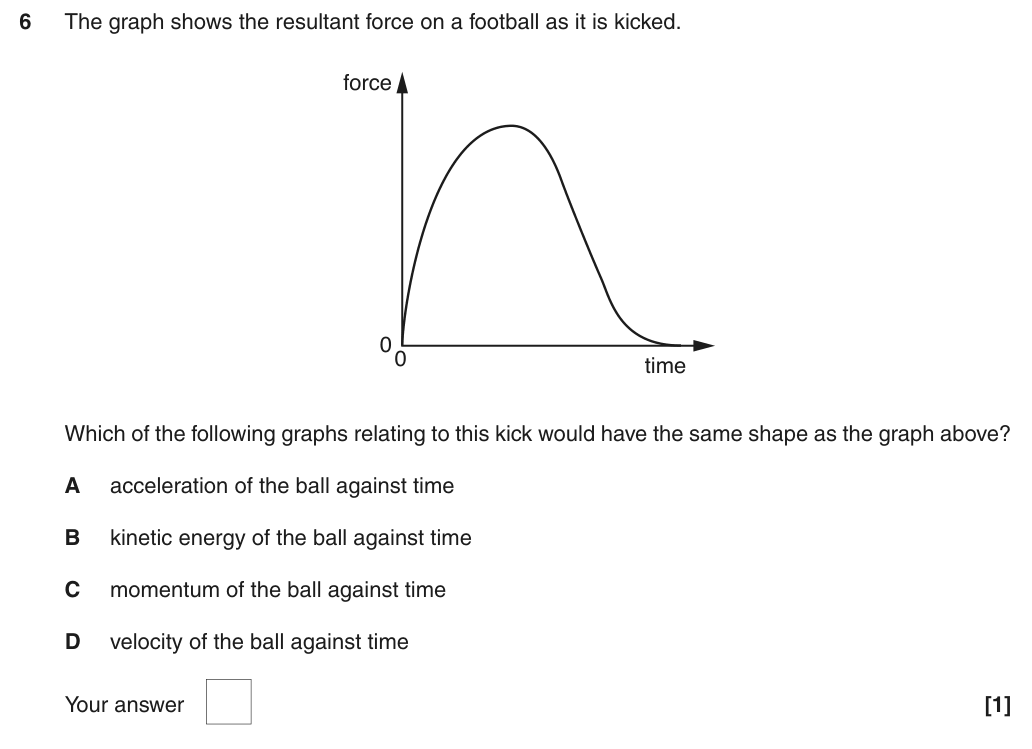 6 The graph shows the resultant force on a football as it is kicked.
force
0
0
time
Which of the following graphs relating to this kick would have the same shape as the graph above?
A acceleration of the ball against time
B kinetic energy of the ball against time
C momentum of the ball against time
D velocity of the ball against time
Your answer [1]